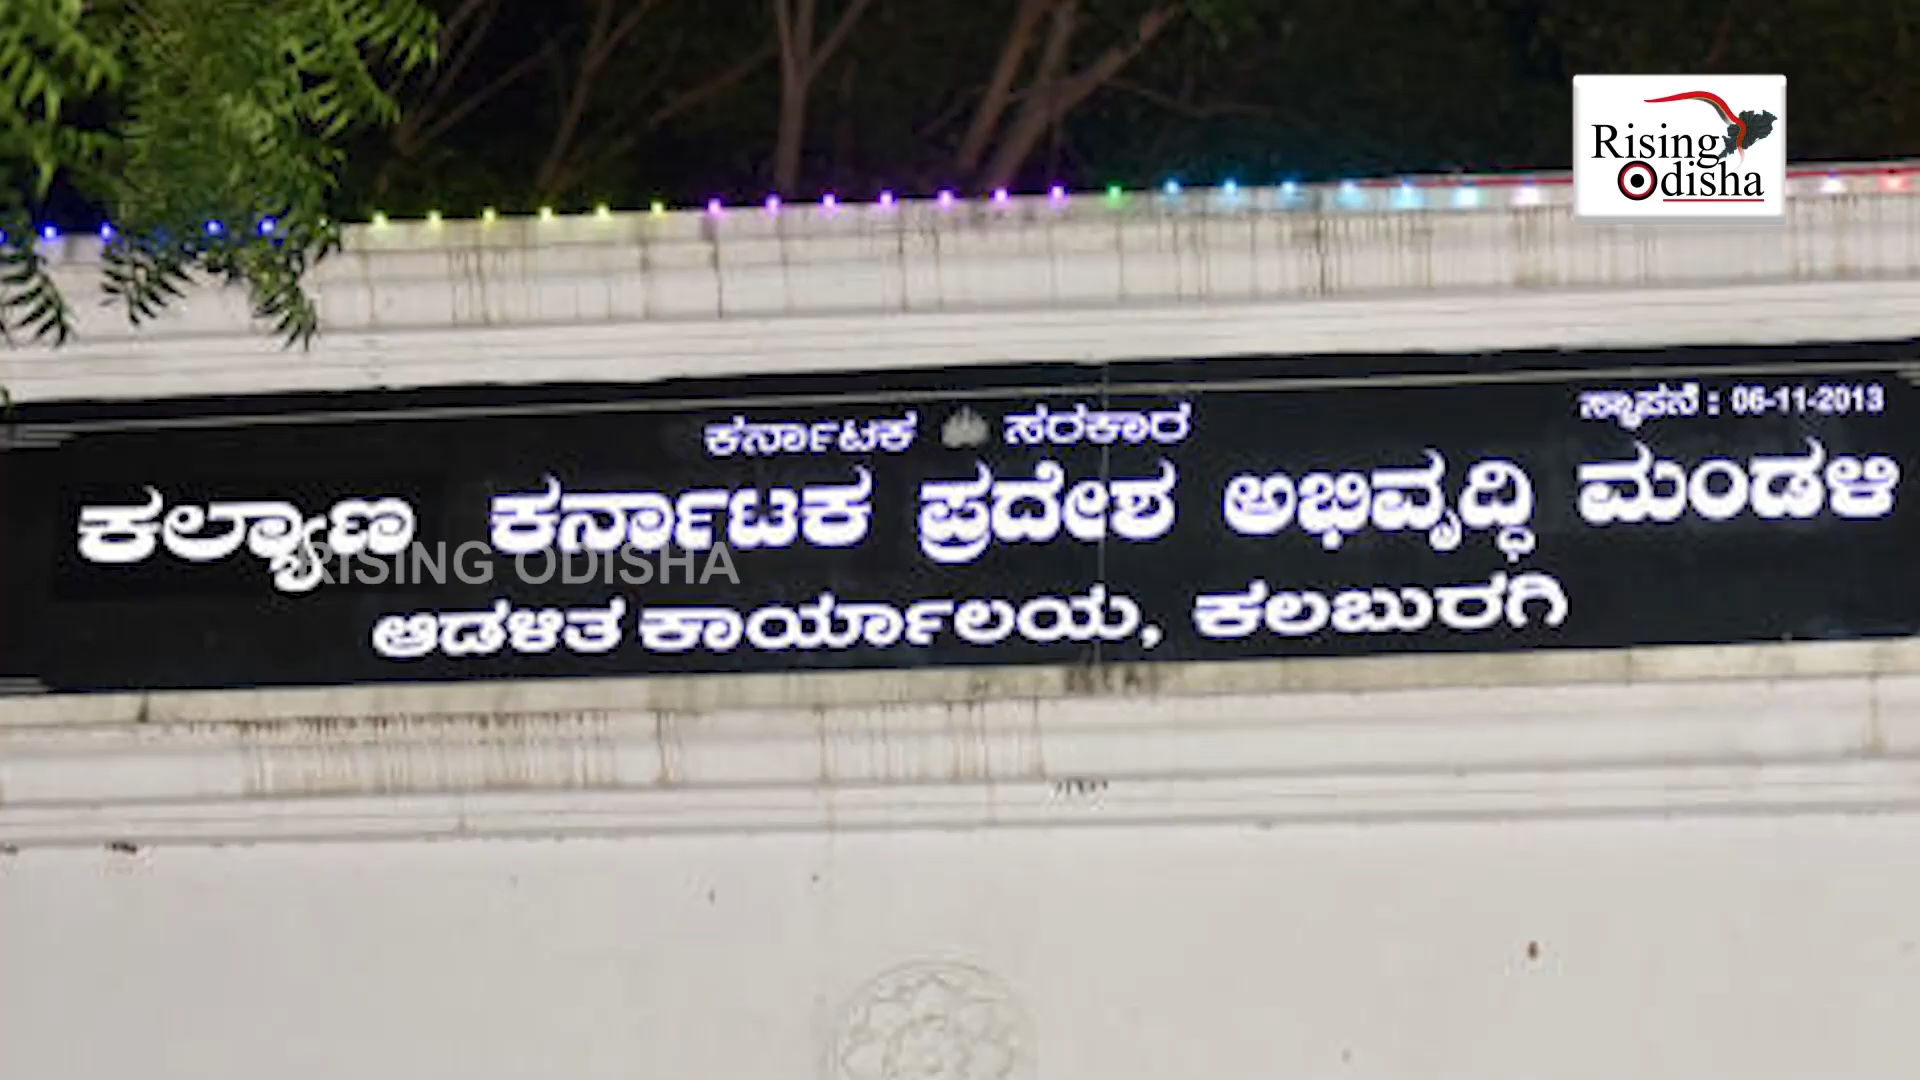 Rising
Odisha
ಸ್ಥಾಪನೆ : 06-11-2013
ಕರ್ನಾಟಕ ಸರಕಾರ
ಕಲ್ಯಾಣ ಕರ್ನಾಟಕ ಪ್ರದೇಶ ಅಭಿವೃದ್ಧಿ ಮಂಡಳಿ
RISING ODISHA
ಆಡಳಿತ ಕಾರ್ಯಾಲಯ, ಕಲಬುರಗಿ